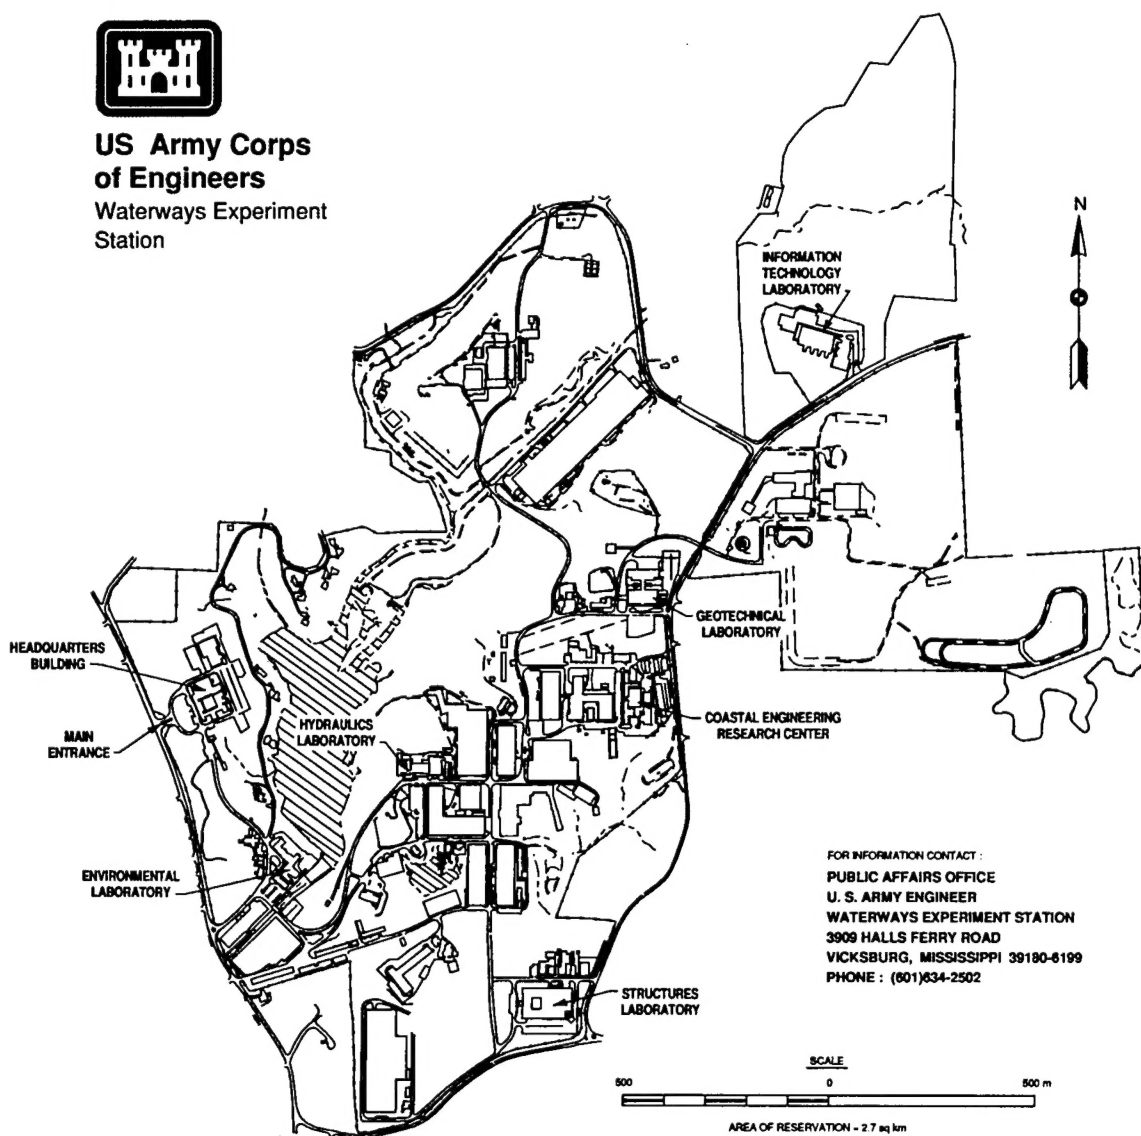 US Army Corps
of Engineers
Waterways Experiment
Station
N
INFORMATION
TECHNOLOGY
LABORATORY
GEOTECHNICAL
LABORATORY
HEADQUARTERS
BUILDING
MAIN
ENTRANCE
HYDRAULICS
LABORATORY
COASTAL ENGINEERING
RESEARCH CENTER
ENVIRONMENTAL
LABORATORY
FOR INFORMATION CONTACT :
PUBLIC AFFAIRS OFFICE
U. S. ARMY ENGINEER
WATERWAYS EXPERIMENT STATION
3909 HALLS FERRY ROAD
VICKSBURG, MISSISSIPPI 39180-6199
PHONE : (601)634-2502
STRUCTURES
LABORATORY
SCALE
500 0 500 m
AREA OF RESERVATION - 2.7 sq km